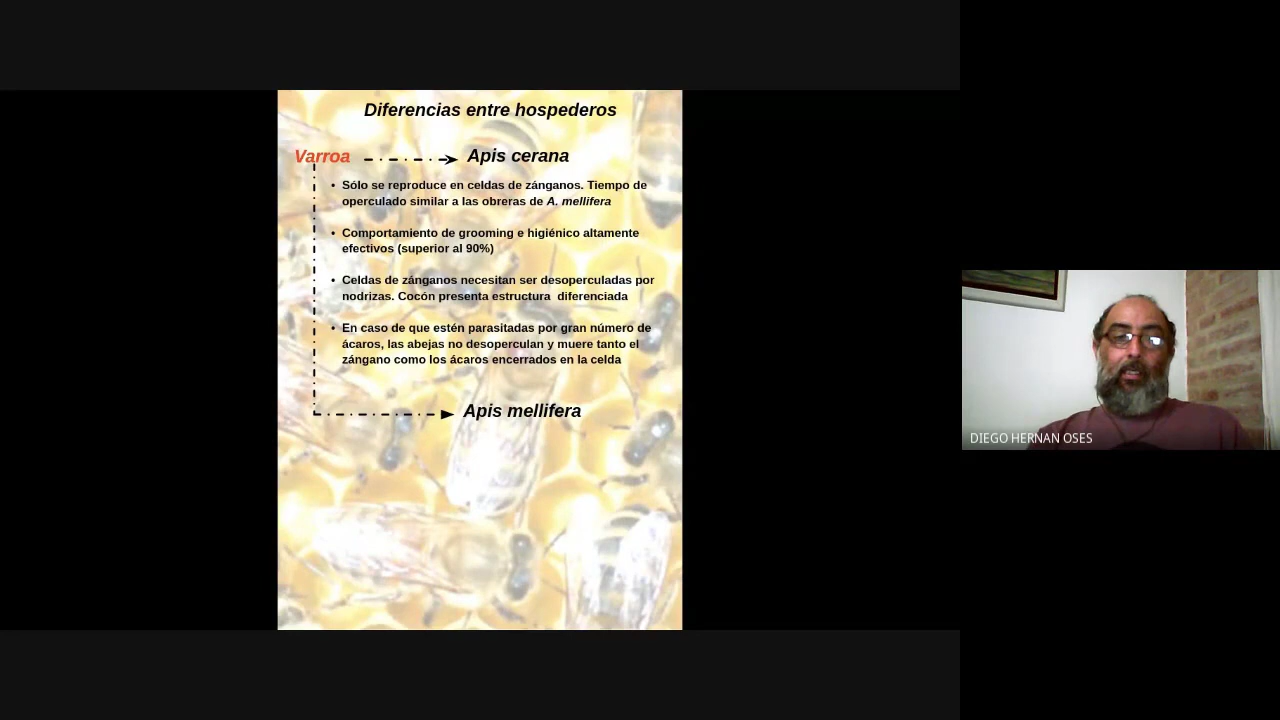 Diferencias entre hospederos
Varroa
Apis cerana
• Sólo se reproduce en celdas de zánganos. Tiempo de
operculado similar a las obreras de A. mellifera
• Comportamiento de grooming e higiénico altamente
efectivos (superior al 90%)
• Celdas de zánganos necesitan ser desoperculadas por
nodrizas. Cocón presenta estructura diferenciada
• En caso de que estén parasitadas por gran número de
ácaros, las abejas no desoperculan y muere tanto el
zángano como los ácaros encerrados en la celda
Apis mellifera
DIEGO HERNAN OSES